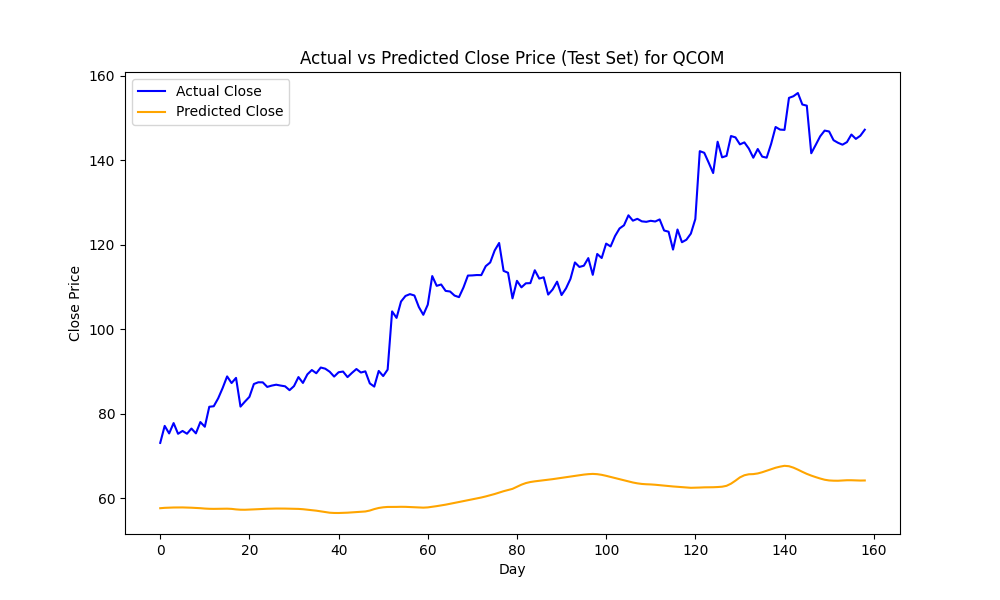 Actual vs Predicted Close Price (Test Set) for QCOM
Actual Close
Predicted Close
Close Price
160
140
120
100
80
60
0 20 40 60 80 100 120 140 160
Day